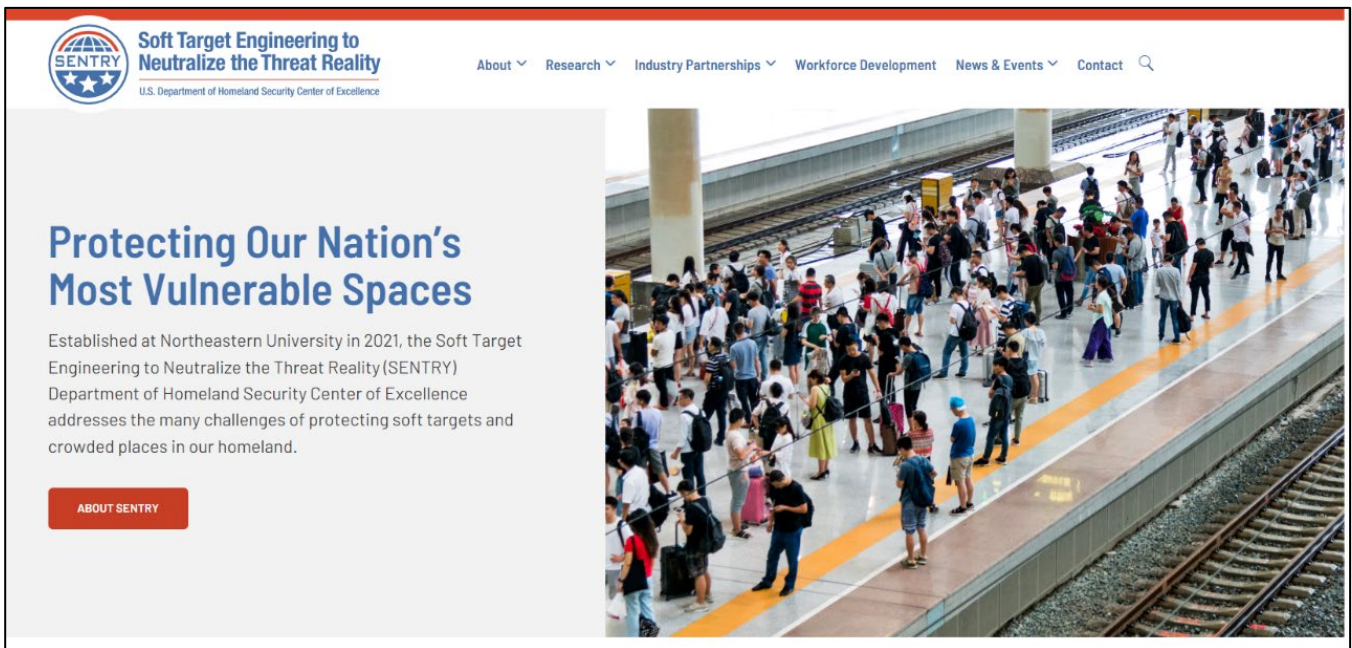 SENTRY
Soft Target Engineering to
Neutralize the Threat Reality
U.S. Department of Homeland Security Center of Excellence
About Research Industry Partnerships Workforce Development News & Events Contact
Protecting Our Nation's
Most Vulnerable Spaces
Established at Northeastern University in 2021, the Soft Target
Engineering to Neutralize the Threat Reality (SENTRY)
Department of Homeland Security Center of Excellence
addresses the many challenges of protecting soft targets and
crowded places in our homeland.
ABOUT SENTRY